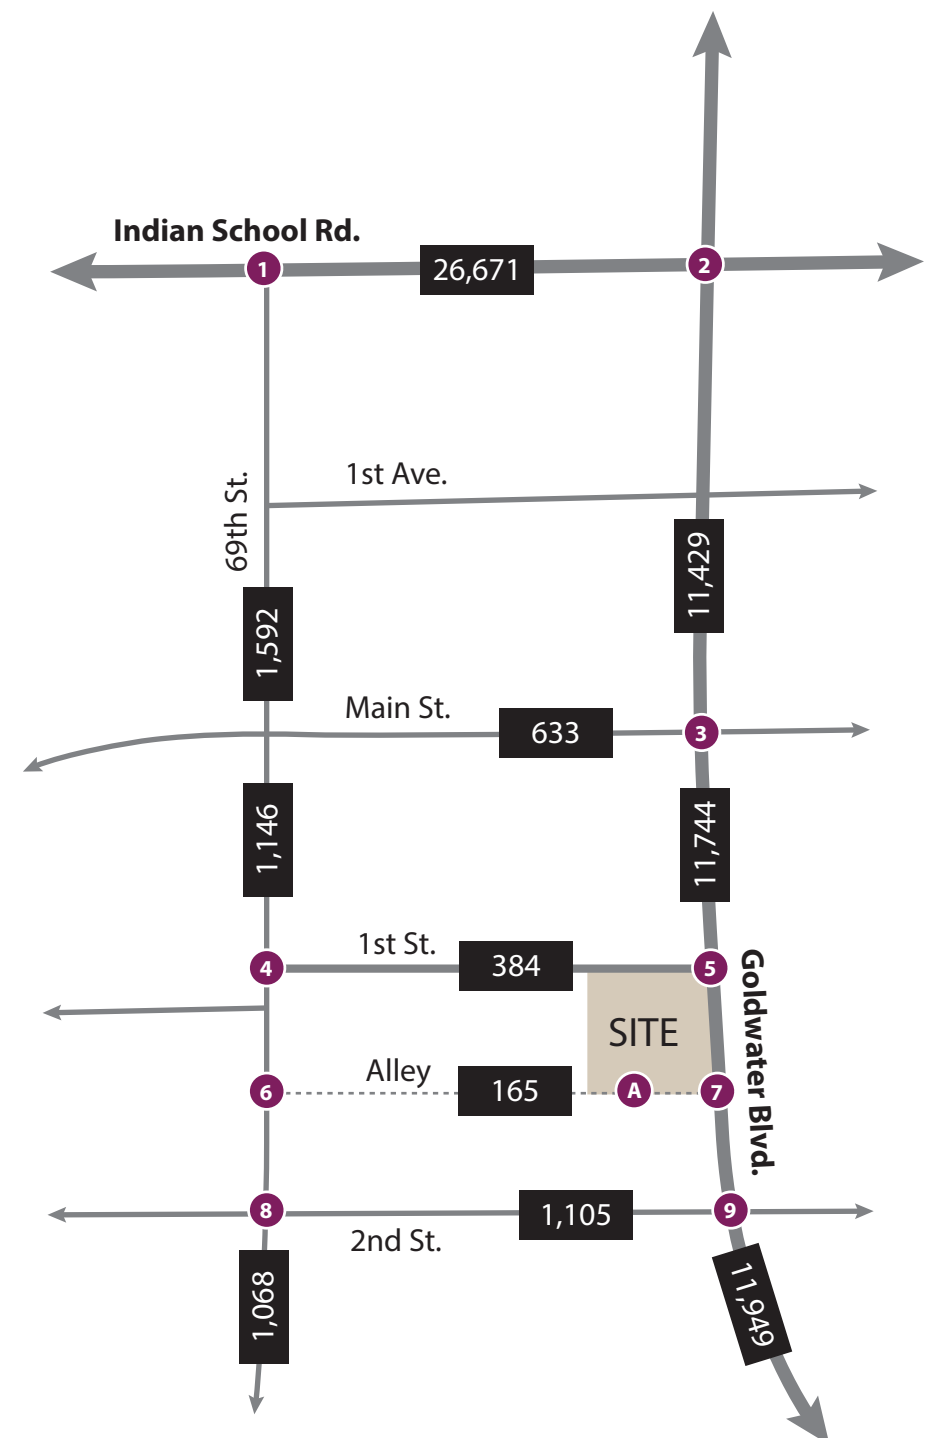 Indian School Rd.
1
26,671
2
1st Ave.
69th St.
11,429
1,592
Main St.
633
3
1,146
11,744
1st St.
4
384
5
Goldwater Blvd.
SITE
Alley
6
165
A
7
8
1,105
9
2nd St.
1,068
11,949